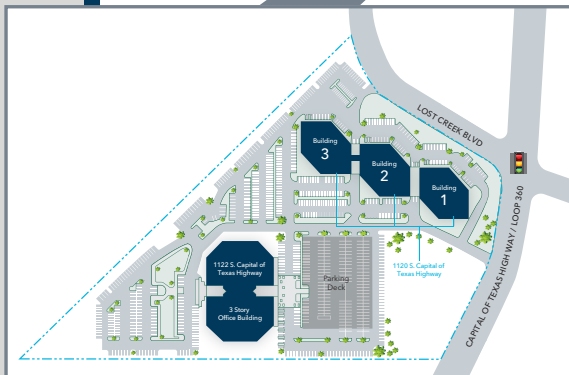 LOST CREEK BLVD
Building
3
Building
2
Building
1
CAPITAL OF TEXAS HIGH WAY / LOOP 360
1122 S. Capital of
Texas Highway
3 Story
Office Building
Parking
Deck
1120 S. Capital of
Texas Highway